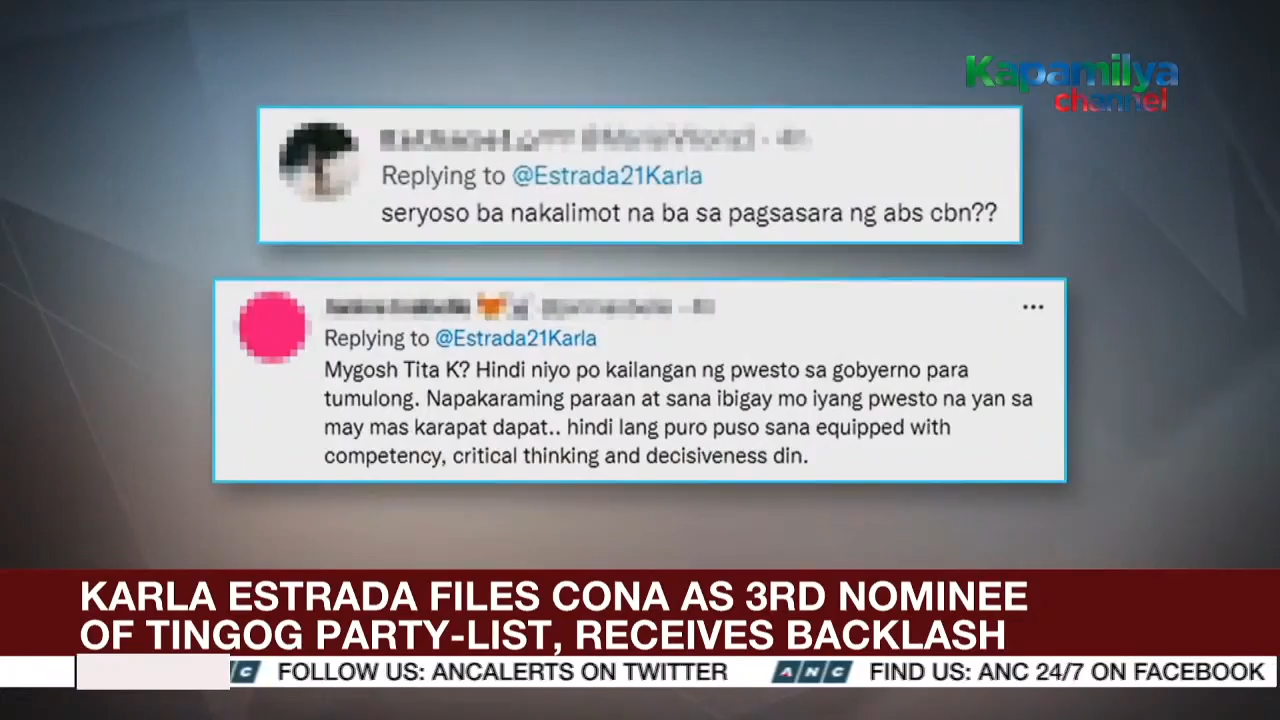 Kapamilya
channel
Replying to @Estrada21Karla
seryoso ba nakalimot na ba sa pagsasara ng abs cbn??
Replying to @Estrada21Karla
Mygosh Tita K? Hindi niyo po kailangan ng pwesto sa gobyerno para
tumulong. Napakaraming paraan at sana ibigay mo iyang pwesto na yan sa
may mas karapat dapat.. hindi lang puro puso sana equipped with
competency, critical thinking and decisiveness din.
KARLA ESTRADA FILES CONA AS 3RD NOMINEE
OF TINGOG PARTY-LIST, RECEIVES BACKLASH
C FOLLOW US: ANCALERTS ON TWITTER ANC FIND US: ANC 24/7 ON FACEBOOK